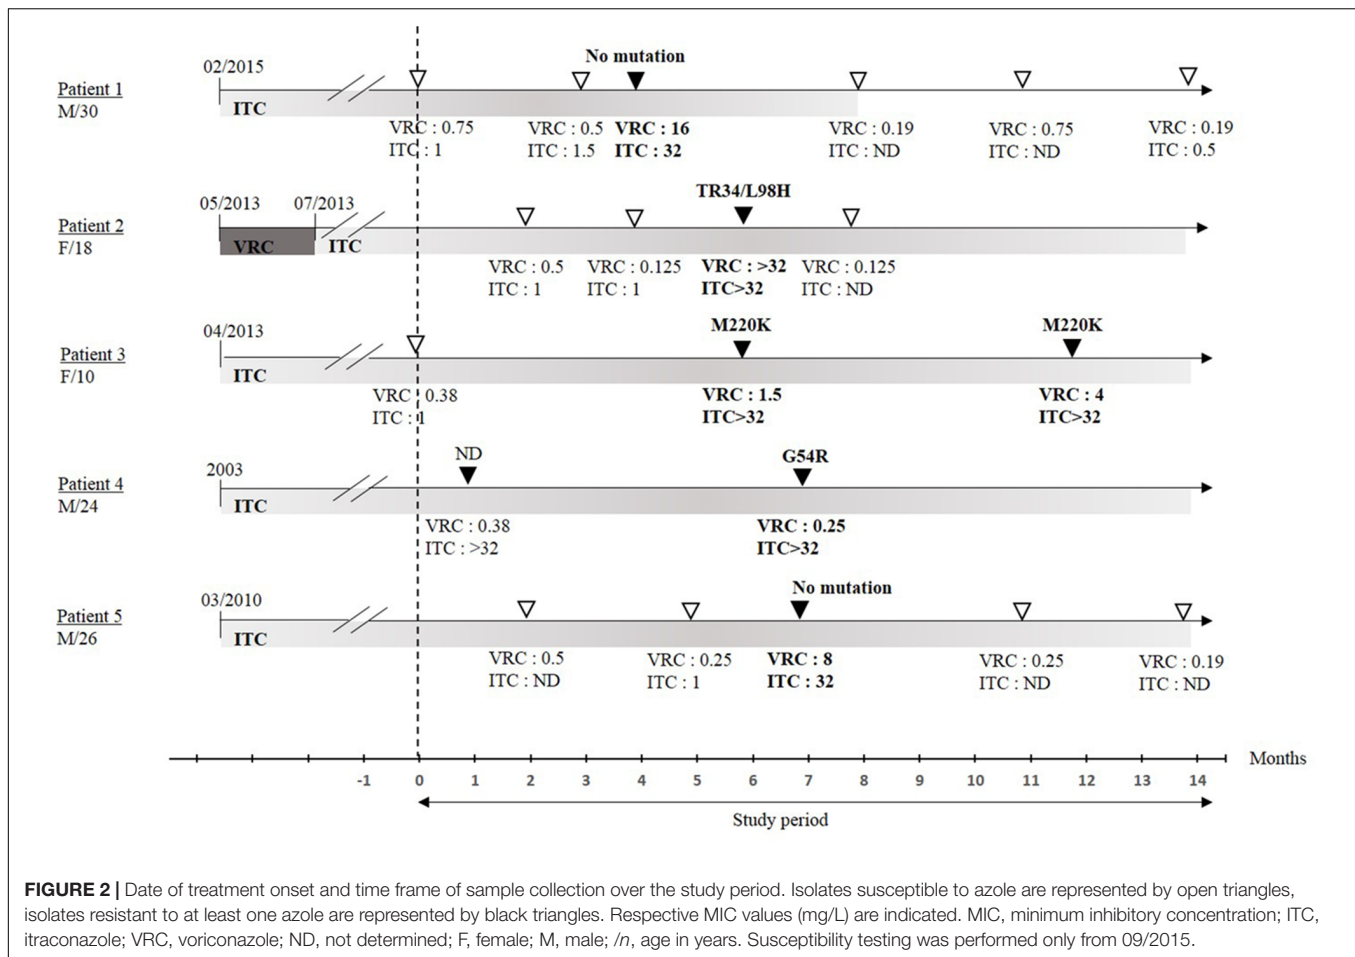 No mutation
02/2015
Patient 1
M/30
ITC
VRC : 0.75 VRC : 0.5 VRC : 16 VRC : 0.19 VRC : 0.75 VRC : 0.19
ITC : 1 ITC : 1.5 ITC : 32 ITC : ND ITC : ND ITC : 0.5
TR34/L98H
05/2013 07/2013
Patient 2
F/18
VRC ITC
VRC : 0.5 VRC : 0.125 VRC : >32 VRC : 0.125
ITC : 1 ITC : 1 ITC>32 ITC : ND
M220K M220K
04/2013
Patient 3
F/10
ITC
VRC : 0.38 VRC : 1.5 VRC : 4
ITC : 1 ITC>32 ITC>32
ND G54R
2003
Patient 4
M/24
ITC
VRC : 0.38 VRC : 0.25
ITC : >32 ITC>32
No mutation
03/2010
Patient 5
M/26
ITC
VRC : 0.5 VRC : 0.25 VRC : 8 VRC : 0.25 VRC : 0.19
ITC : ND ITC : 1 ITC : 32 ITC : ND ITC : ND
Months
-1 0 1 2 3 4 5 6 7 8 9 10 11 12 13 14
Study period
FIGURE 2 | Date of treatment onset and time frame of sample collection over the study period. Isolates susceptible to azole are represented by open triangles,
isolates resistant to at least one azole are represented by black triangles. Respective MIC values (mg/L) are indicated. MIC, minimum inhibitory concentration; ITC,
itraconazole; VRC, voriconazole; ND, not determined; F, female; M, male; /n, age in years. Susceptibility testing was performed only from 09/2015.